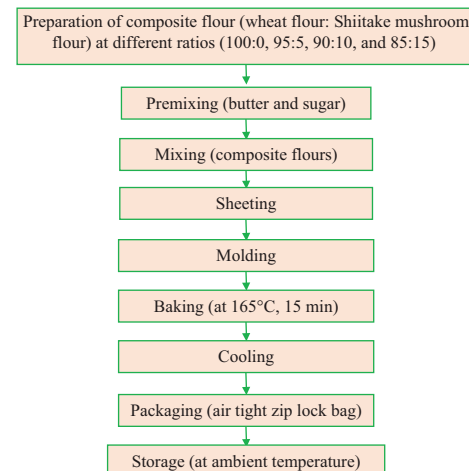 Preparation of composite flour (wheat flour: Shiitake mushroom
flour) at different ratios (100:0, 95:5, 90:10, and 85:15)
Premixing (butter and sugar)
Mixing (composite flours)
Sheeting
Molding
Baking (at 165°C, 15 min)
Cooling
Packaging (air tight zip lock bag)
Storage (at ambient temperature)